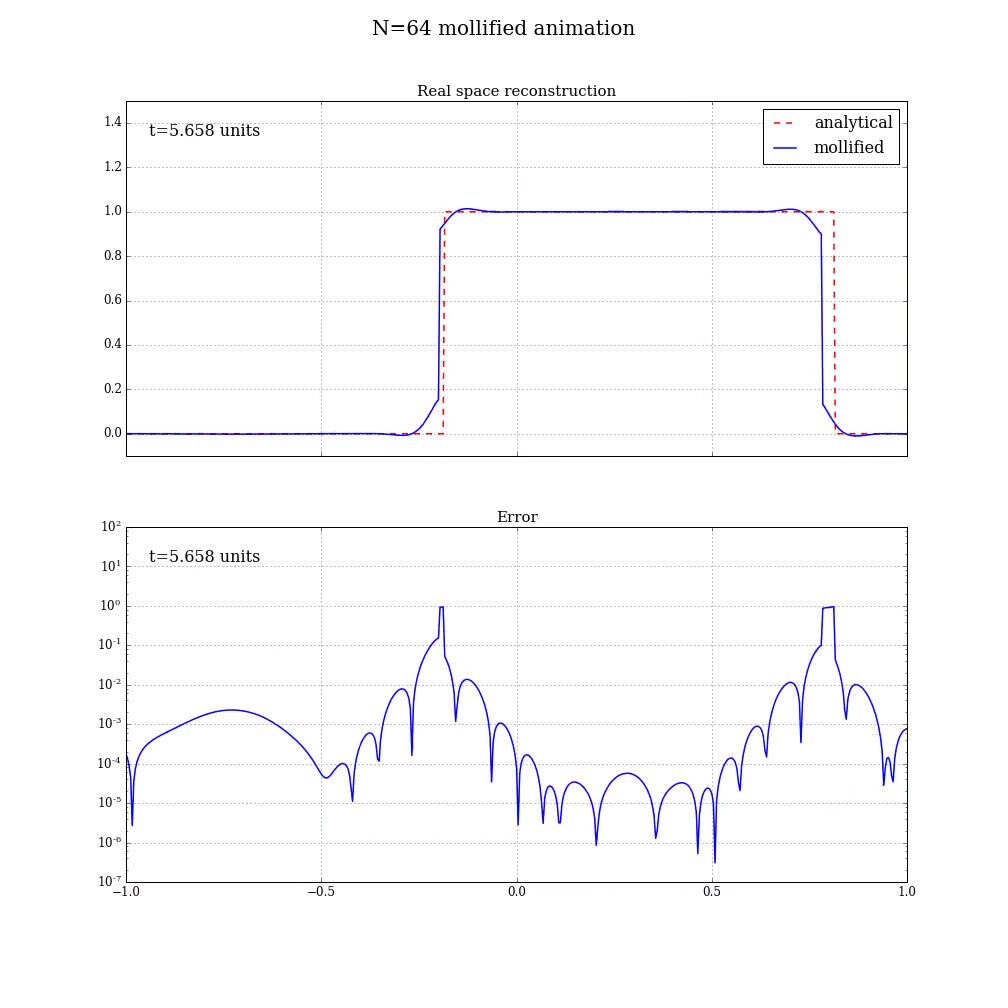 N=64 mollified animation
Real space reconstruction
t=5.658 units
analytical
mollified
1.4
1.2
1.0
0.8
0.6
0.4
0.2
0.0
Error
t=5.658 units
10²
10¹
10⁰
10⁻¹
10⁻²
10⁻³
10⁻⁴
10⁻⁵
10⁻⁶
10⁻⁷
−1.0 −0.5 0.0 0.5 1.0